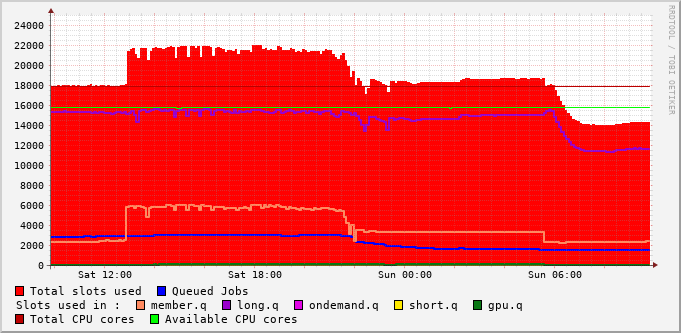 24000
22000
20000
18000
16000
14000
12000
10000
8000
6000
4000
2000
0
Sat 12:00 Sat 18:00 Sun 00:00 Sun 06:00
Total slots used Queued Jobs
Slots used in : member.q long.q ondemand.q short.q gpu.q
Total CPU cores Available CPU cores
RRDTOOL / TOBI OETIKER